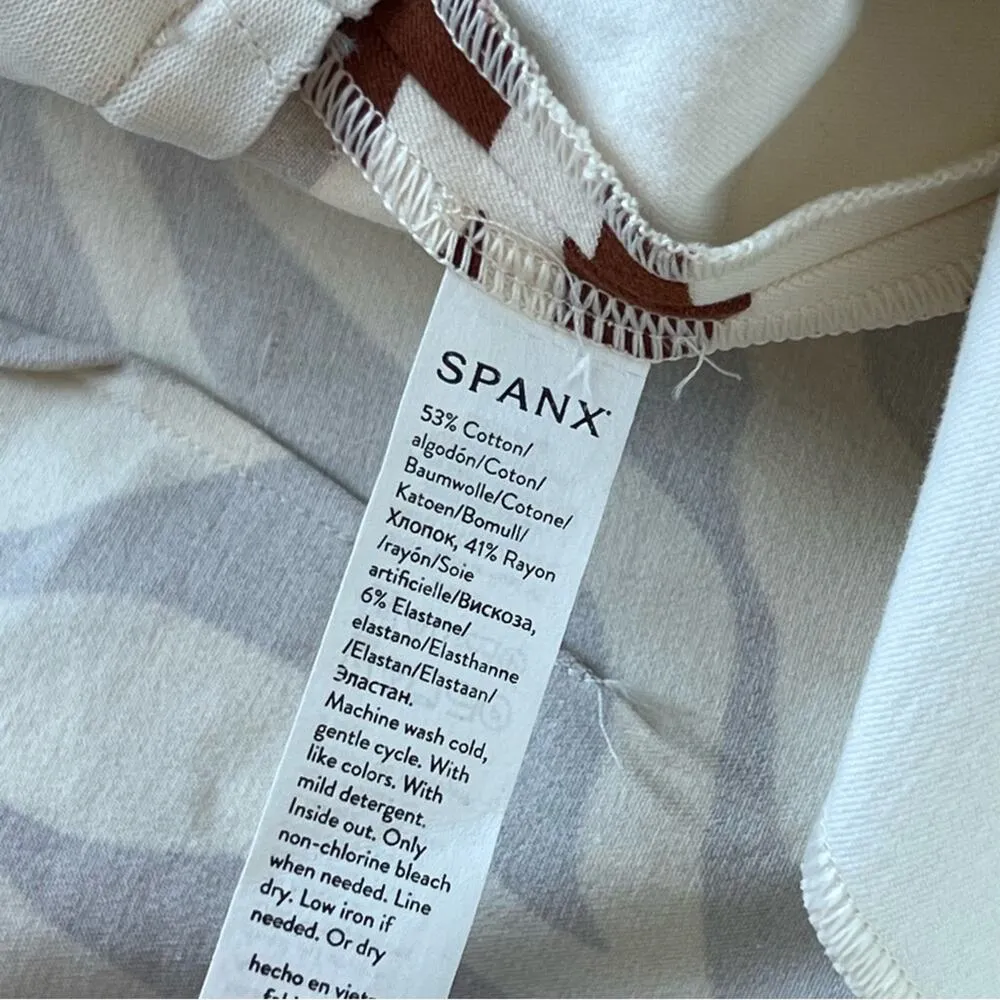 SPANX
53% Cotton/
algodón/Coton/
Baumwolle/Cotone/
Katoen/Bomull/
Хлопок, 41% Rayon
/rayón/Soie
artificielle/Вискоза,
6% Elastane/
elastano/Elasthanne
/Elastan/Elastaan/
Эластан.
Machine wash cold,
gentle cycle. With
like colors. With
mild detergent.
Inside out. Only
non-chlorine bleach
when needed. Line
dry. Low iron if
needed. Or dry
hecho en